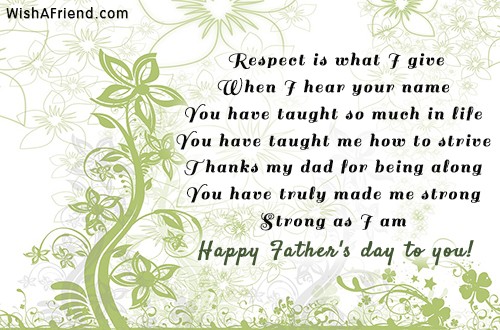 WishAFriend.com
Respect is what I give
When I hear your name
You have taught so much in life
You have taught me how to strive
Thanks my dad for being along
You have truly made me strong
Strong as I am
Happy Father's day to you!